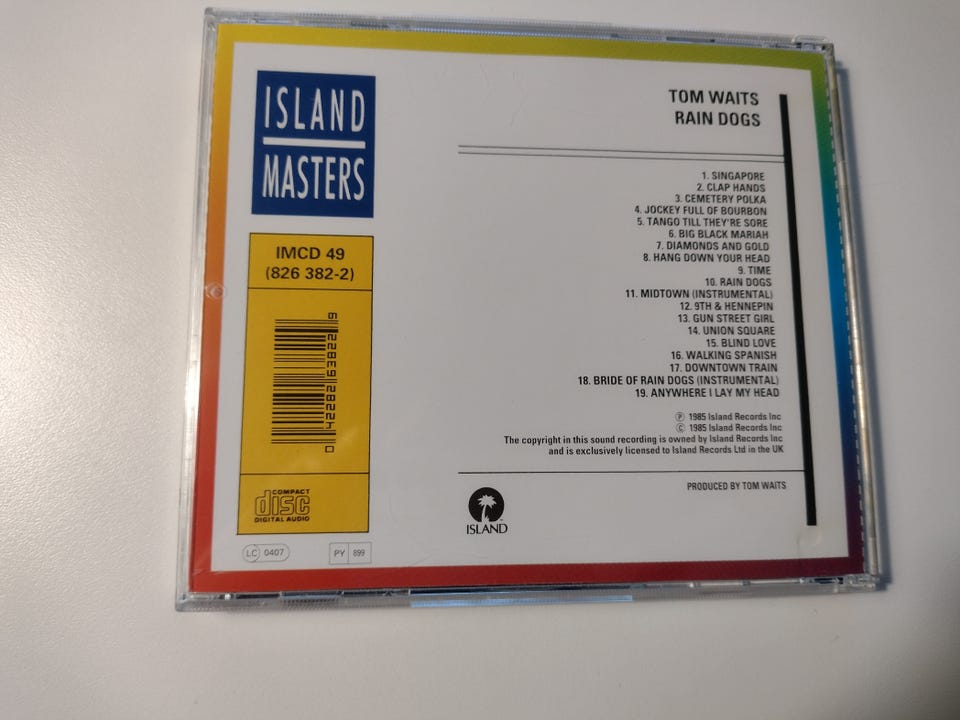 ISLAND
MASTERS
IMCD 49
(826 382-2)
COMPACT
disc
DIGITAL AUDIO
LC 0407
PY 899
TOM WAITS
RAIN DOGS
1. SINGAPORE
2. CLAP HANDS
3. CEMETERY POLKA
4. JOCKEY FULL OF BOURBON
5. TANGO TILL THEY'RE SORE
6. BIG BLACK MARIAH
7. DIAMONDS AND GOLD
8. HANG DOWN YOUR HEAD
9. TIME
10. RAIN DOGS
11. MIDTOWN (INSTRUMENTAL)
12. 9TH & HENNEPIN
13. GUN STREET GIRL
14. UNION SQUARE
15. BLIND LOVE
16. WALKING SPANISH
17. DOWNTOWN TRAIN
18. BRIDE OF RAIN DOGS (INSTRUMENTAL)
19. ANYWHERE I LAY MY HEAD
Ⓟ 1985 Island Records Inc
© 1985 Island Records Inc
The copyright in this sound recording is owned by Island Records Inc
and is exclusively licensed to Island Records Ltd in the UK
PRODUCED BY TOM WAITS
ISLAND